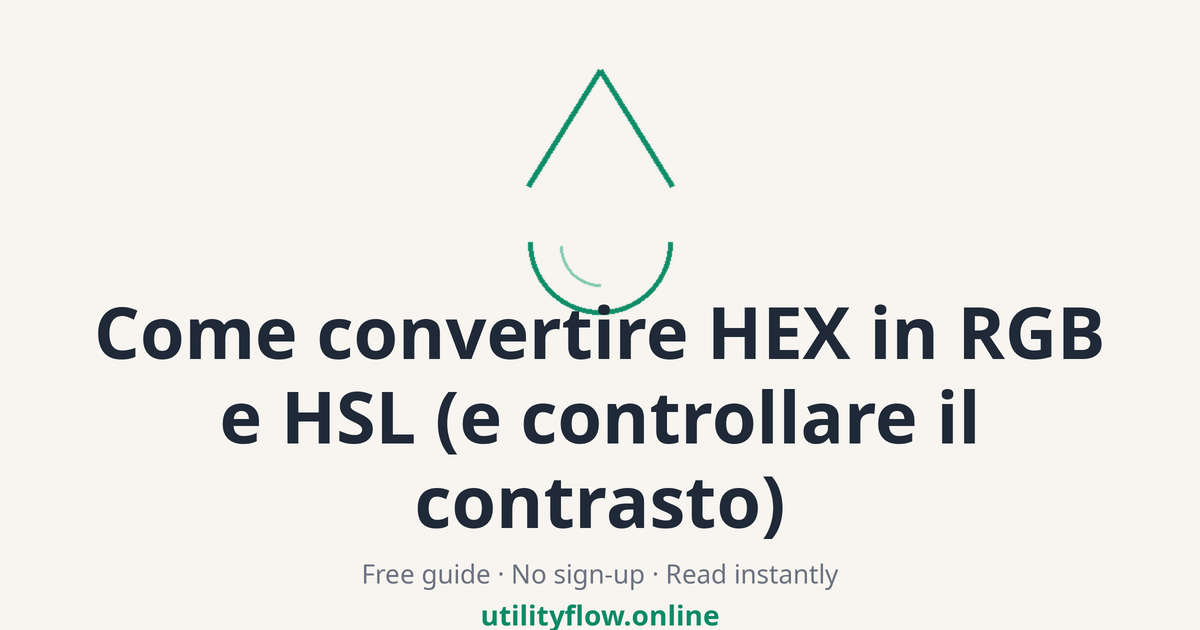 Come convertire HEX in RGB
e HSL (e controllare il
contrasto)
Free guide · No sign-up · Read instantly
utilityflow.online